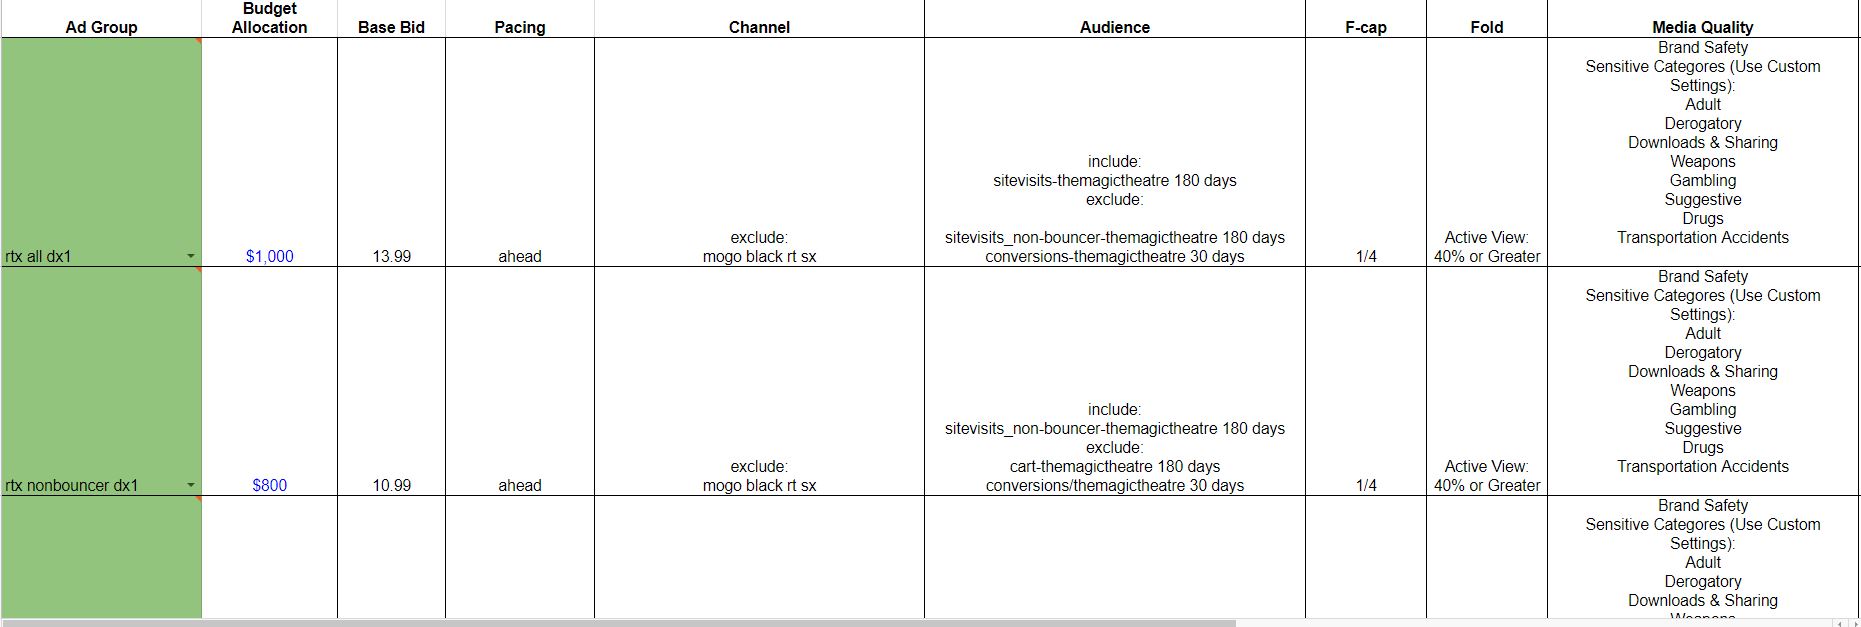 Ad Group
Budget
Allocation
Base Bid
Pacing
Channel
Audience
F-cap
Fold
Media Quality
rtx all dx1
$1,000
13.99
ahead
exclude:
mogo black rt sx
include:
sitevisits-themagictheatre 180 days
exclude:
sitevisits_non-bouncer-themagictheatre 180 days
conversions-themagictheatre 30 days
1/4
Active View:
40% or Greater
Brand Safety
Sensitive Categores (Use Custom
Settings):
Adult
Derogatory
Downloads & Sharing
Weapons
Gambling
Suggestive
Drugs
Transportation Accidents
rtx nonbouncer dx1
$800
10.99
ahead
exclude:
mogo black rt sx
include:
sitevisits_non-bouncer-themagictheatre 180 days
exclude:
cart-themagictheatre 180 days
conversions/themagictheatre 30 days
1/4
Active View:
40% or Greater
Brand Safety
Sensitive Categores (Use Custom
Settings):
Adult
Derogatory
Downloads & Sharing
Weapons
Gambling
Suggestive
Drugs
Transportation Accidents
Brand Safety
Sensitive Categores (Use Custom
Settings):
Adult
Derogatory
Downloads & Sharing
Weapons